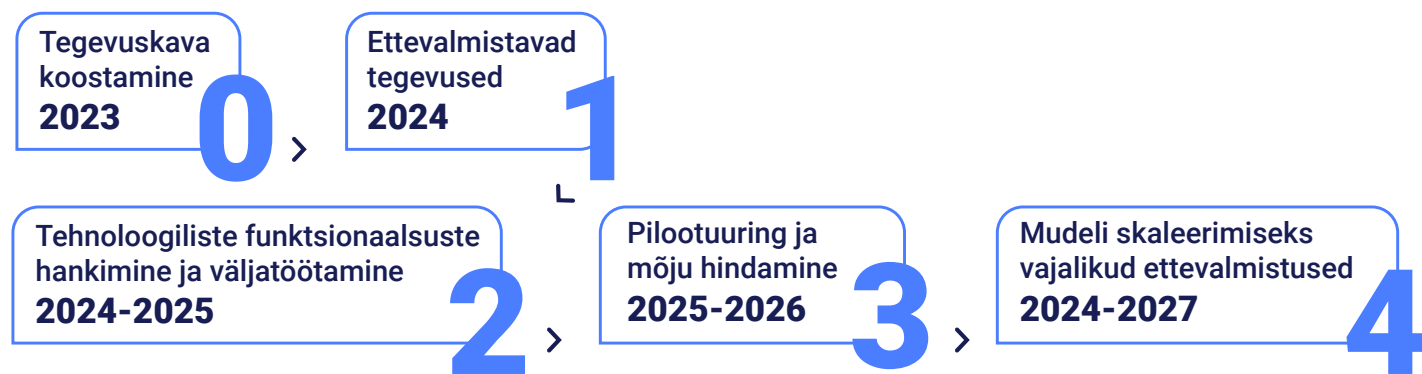 Tegevuskava
koostamine
2023
0
Ettevalmistavad
tegevused
2024
1
Tehnoloogiliste funktsionaalsuste
hankimine ja väljatöötamine
2024-2025
2
Pilootuuring ja
mõju hindamine
2025-2026
3
Mudeli skaleerimiseks
vajalikud ettevalmistused
2024-2027
4